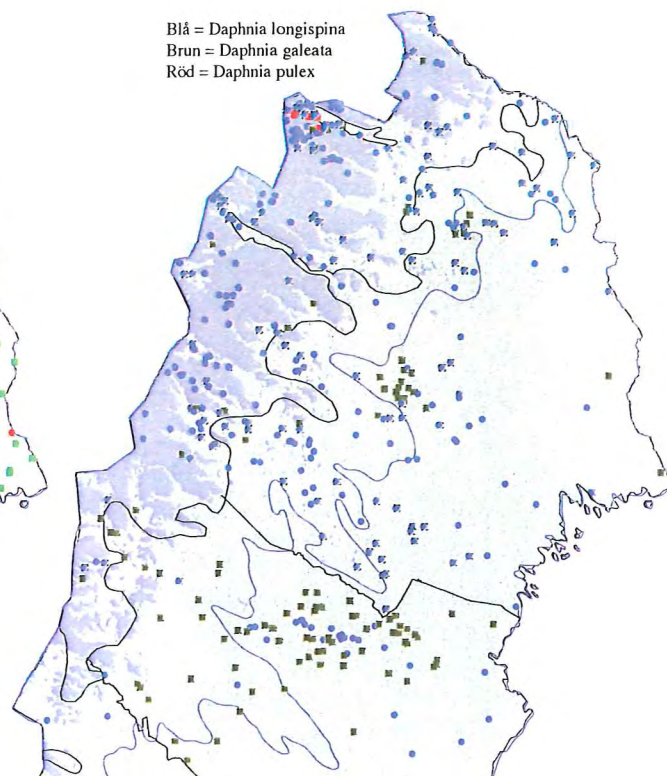 Blå = Daphnia longispina
Brun = Daphnia galeata
Röd = Daphnia pulex